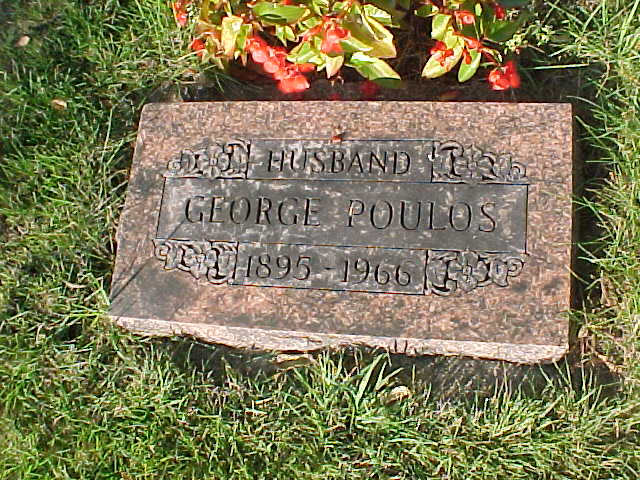 HUSBAND
GEORGE POULOS
1895 - 1966